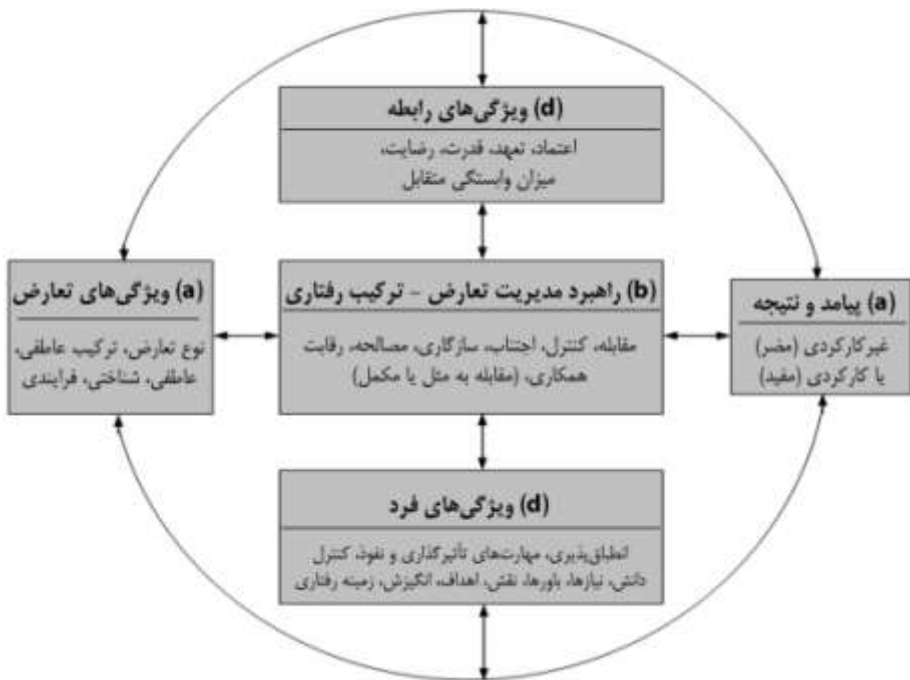 (d) ویژگی‌های رابطه
اعتماد، تعهد، قدرت، رضایت،
میزان وابستگی متقابل
(a) ویژگی‌های تعارض
نوع تعارض، ترکیب عاطفی،
عاطفی، شناختی، فرایندی
(b) راهبرد مدیریت تعارض – ترکیب رفتاری
مقابله، کنترل، اجتناب، سازگاری، مصالحه، رقابت
همکاری، (مقابله به مثل یا مکمل)
(a) پیامد و نتیجه
غیرکارکردی (مضر)
یا کارکردی (مفید)
(d) ویژگی‌های فرد
انطباق‌پذیری، مهارت‌های تأثیرگذاری و نفوذ، کنترل
دانش، نیازها، باورها، نقش، اهداف، انگیزش، زمینه رفتاری